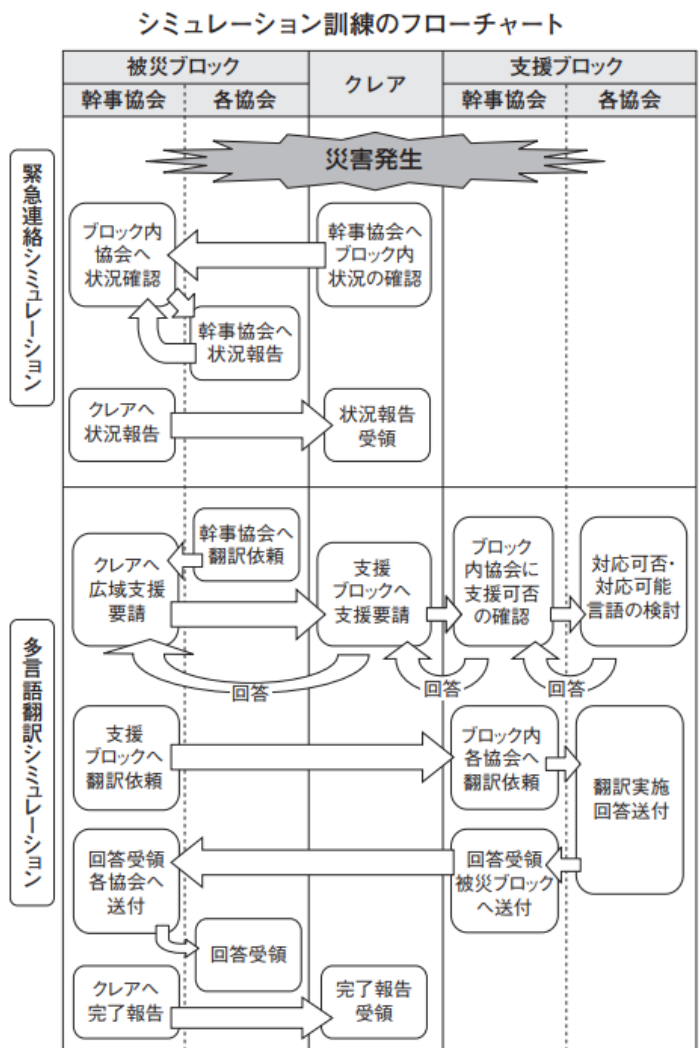 シミュレーション訓練のフローチャート
被災ブロック
クレア
支援ブロック
幹事協会
各協会
幹事協会
各協会
災害発生
緊急連絡シミュレーション
ブロック内
協会へ
状況確認
幹事協会へ
ブロック内
状況の確認
幹事協会へ
状況報告
クレアへ
状況報告
状況報告
受領
多言語翻訳シミュレーション
幹事協会へ
翻訳依頼
クレアへ
広域支援
要請
支援
ブロックへ
支援要請
ブロック
内協会に
支援可否
の確認
対応可否・
対応可能
言語の検討
回答
回答
回答
支援
ブロックへ
翻訳依頼
ブロック内
各協会へ
翻訳依頼
翻訳実施
回答送付
回答受領
各協会へ
送付
回答受領
被災ブロック
へ送付
回答受領
クレアへ
完了報告
完了報告
受領